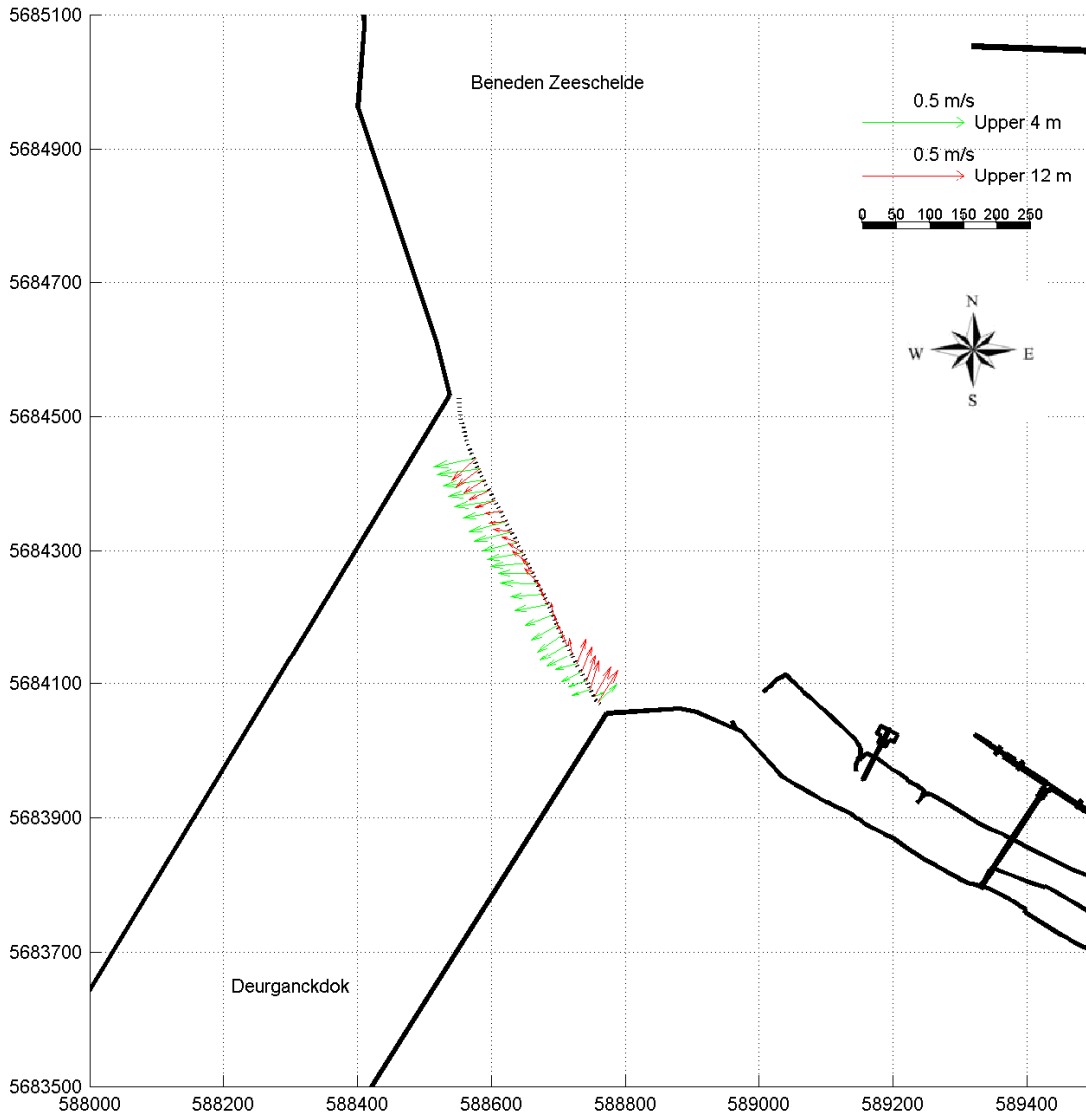 5685100
Beneden Zeeschelde
0.5 m/s
Upper 4 m
5684900
0.5 m/s
Upper 12 m
0 50 100 150 200 250
5684700
N
W E
S
5684500
5684300
5684100
5683900
5683700
Deurganckdok
5683500
588000 588200 588400 588600 588800 589000 589200 589400